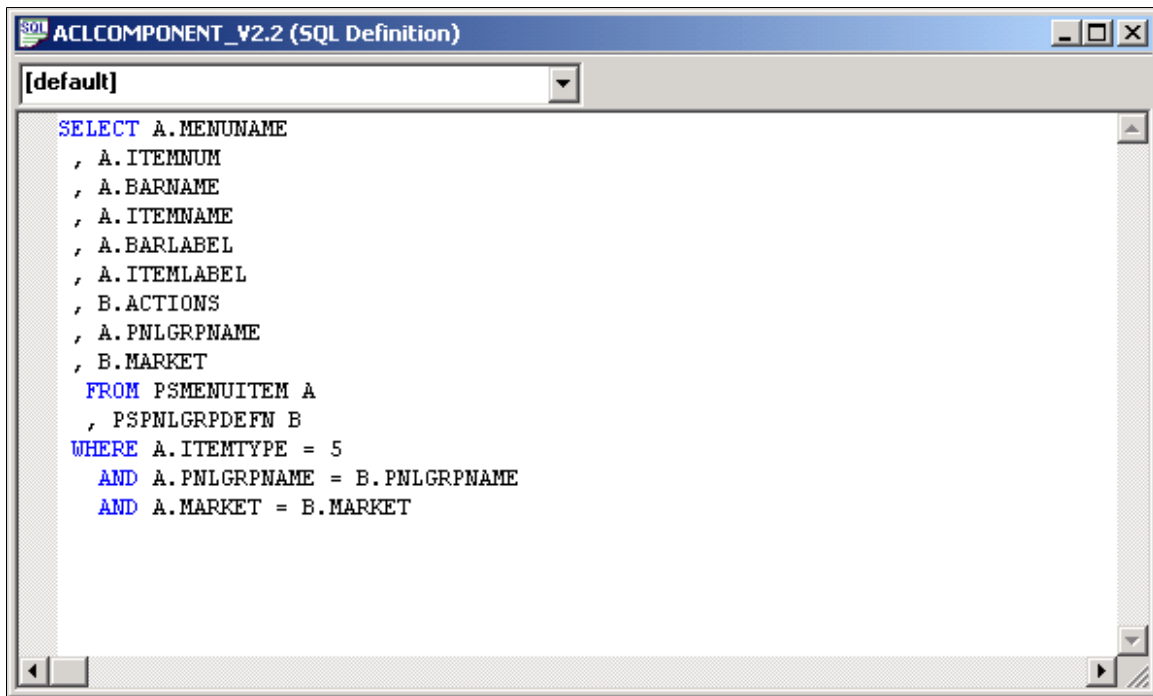 SQL ACLCOMPONENT_V2.2 (SQL Definition)
[default]
SELECT A.MENUNAME
, A.ITEMNUM
, A.BARNAME
, A.ITEMNAME
, A.BARLABEL
, A.ITEMLABEL
, B.ACTIONS
, A.PNLGRPNAME
, B.MARKET
FROM PSMENUITEM A
, PSPNLGRPDEFN B
WHERE A.ITEMTYPE = 5
AND A.PNLGRPNAME = B.PNLGRPNAME
AND A.MARKET = B.MARKET